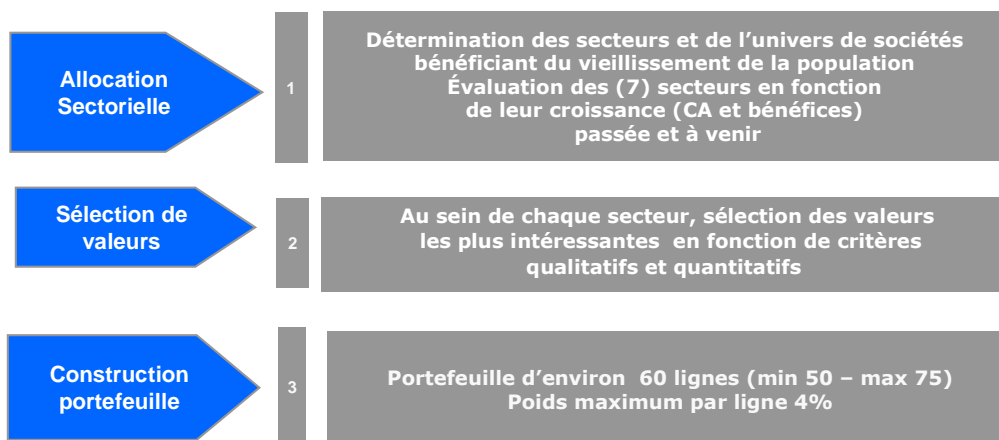 Allocation
Sectorielle
1
Détermination des secteurs et de l’univers de sociétés
bénéficiant du vieillissement de la population
Évaluation des (7) secteurs en fonction
de leur croissance (CA et bénéfices)
passée et à venir
Sélection de
valeurs
2
Au sein de chaque secteur, sélection des valeurs
les plus intéressantes en fonction de critères
qualitatifs et quantitatifs
Construction
portefeuille
3
Portefeuille d’environ 60 lignes (min 50 – max 75)
Poids maximum par ligne 4%